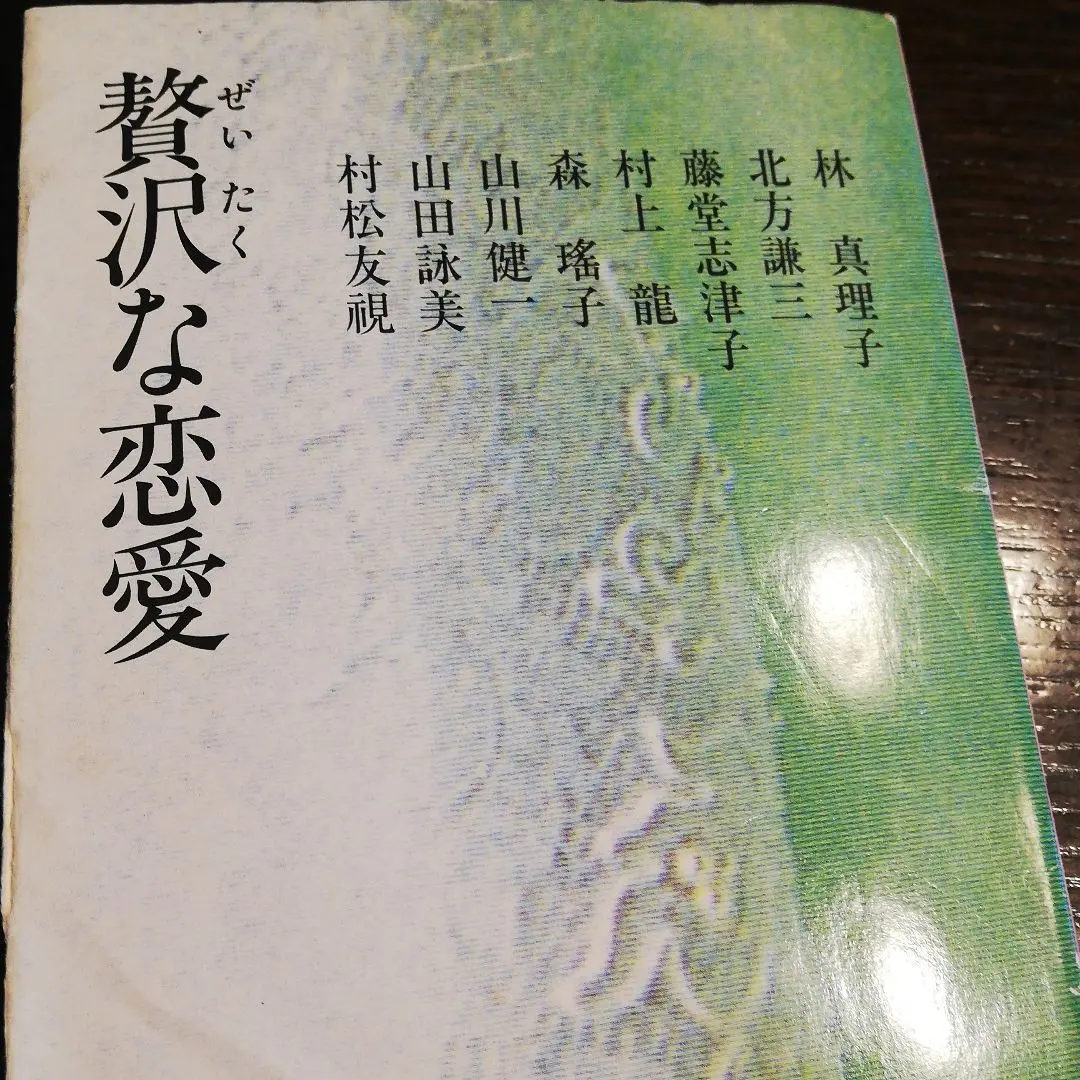 林 真理子
北方謙三
藤堂志津子
村上 龍
森 瑤子
山川健一
山田詠美
村松友視
ぜいたく
贅沢な恋愛